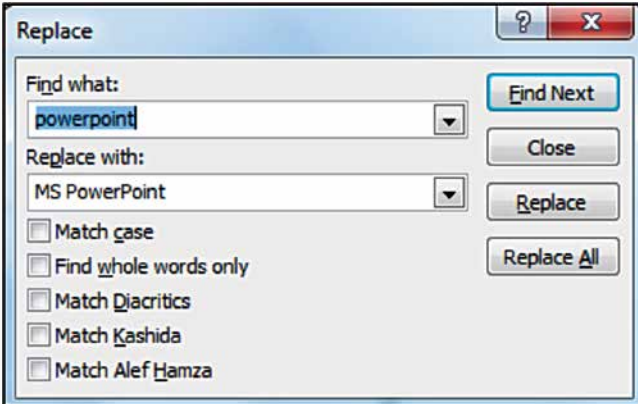 Replace
?
X
Find what:
powerpoint
Find Next
Close
Replace with:
MS PowerPoint
Replace
Match case
Find whole words only
Replace All
Match Diacritics
Match Kashida
Match Alef Hamza